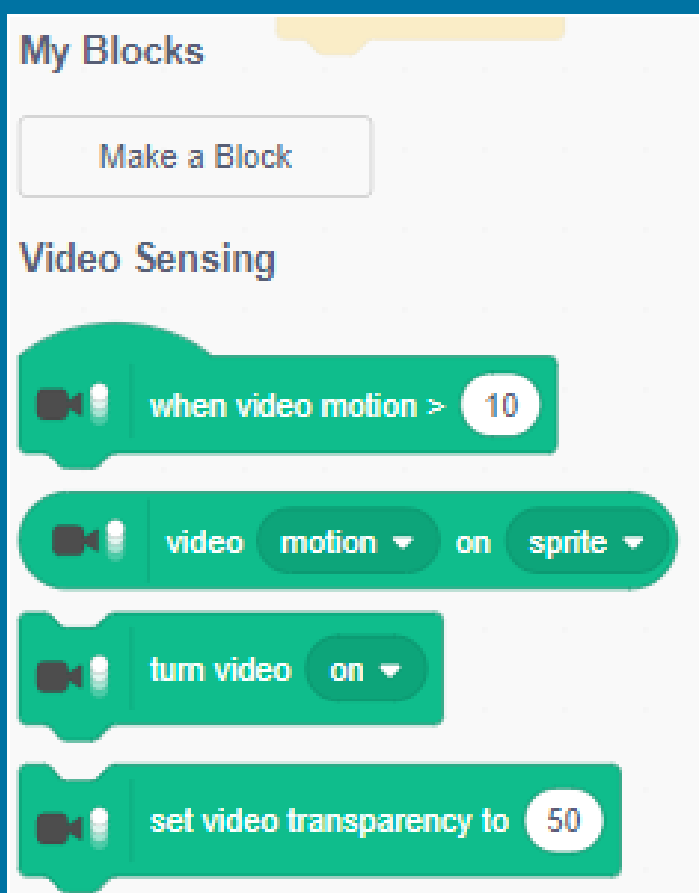 My Blocks
Make a Block
Video Sensing
when video motion > 10
video motion on sprite
turn video on
set video transparency to 50